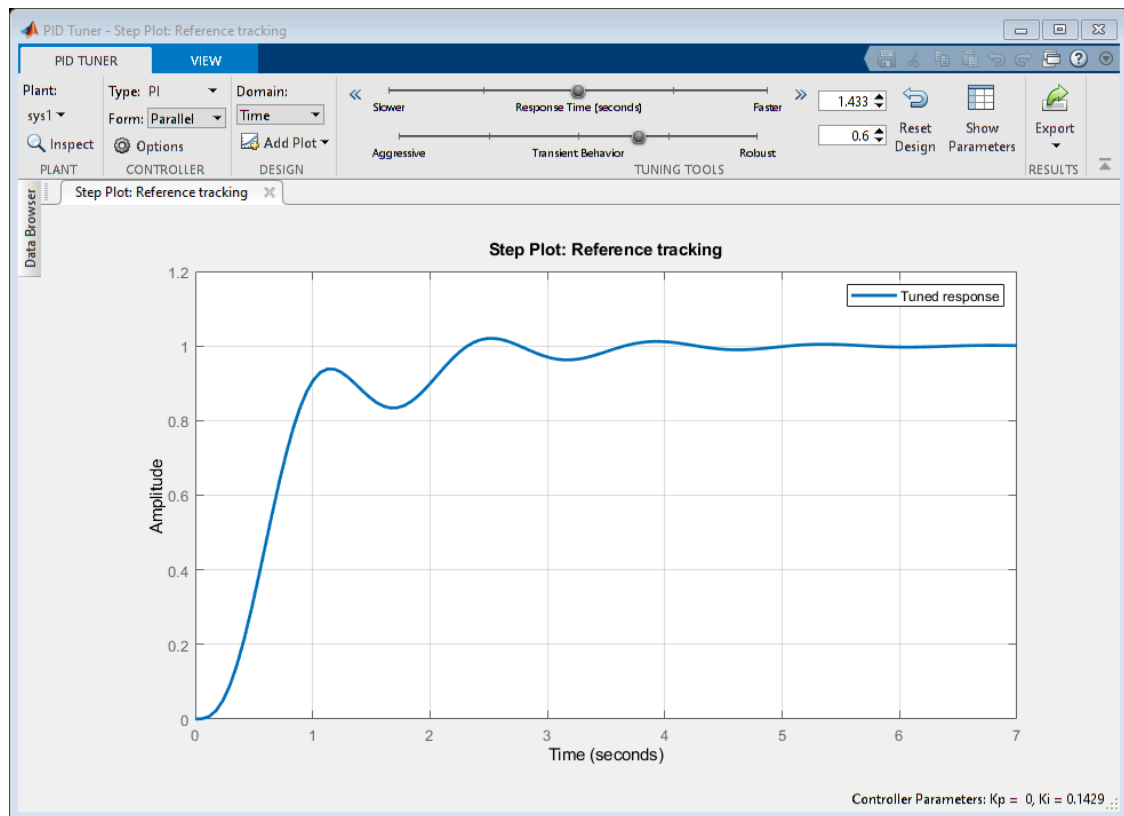 PID Tuner - Step Plot: Reference tracking
PID TUNER
VIEW
Plant:
sys1
Inspect
PLANT
Type: PI
Form: Parallel
Options
CONTROLLER
Domain:
Time
Add Plot
DESIGN
Slower Response Time (seconds) Faster
1.433
Aggressive Transient Behavior Robust
0.6
Reset Design
Show Parameters
TUNING TOOLS
Export
RESULTS
Data Browser
Step Plot: Reference tracking
Step Plot: Reference tracking
Tuned response
Amplitude
1.2
1
0.8
0.6
0.4
0.2
0
0 1 2 3 4 5 6 7
Time (seconds)
Controller Parameters: Kp = 0, Ki = 0.1429